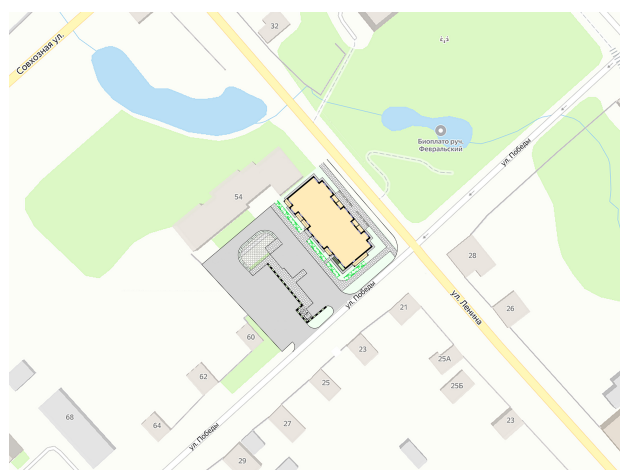 32
Совхозная ул.
Биоплато руч.
Февральский
ул. Победы
54
28
ул. Победы
ул. Ленина
21
26
60
23
25А
62
25
25Б
68
64
27
23
ул. Победы
29